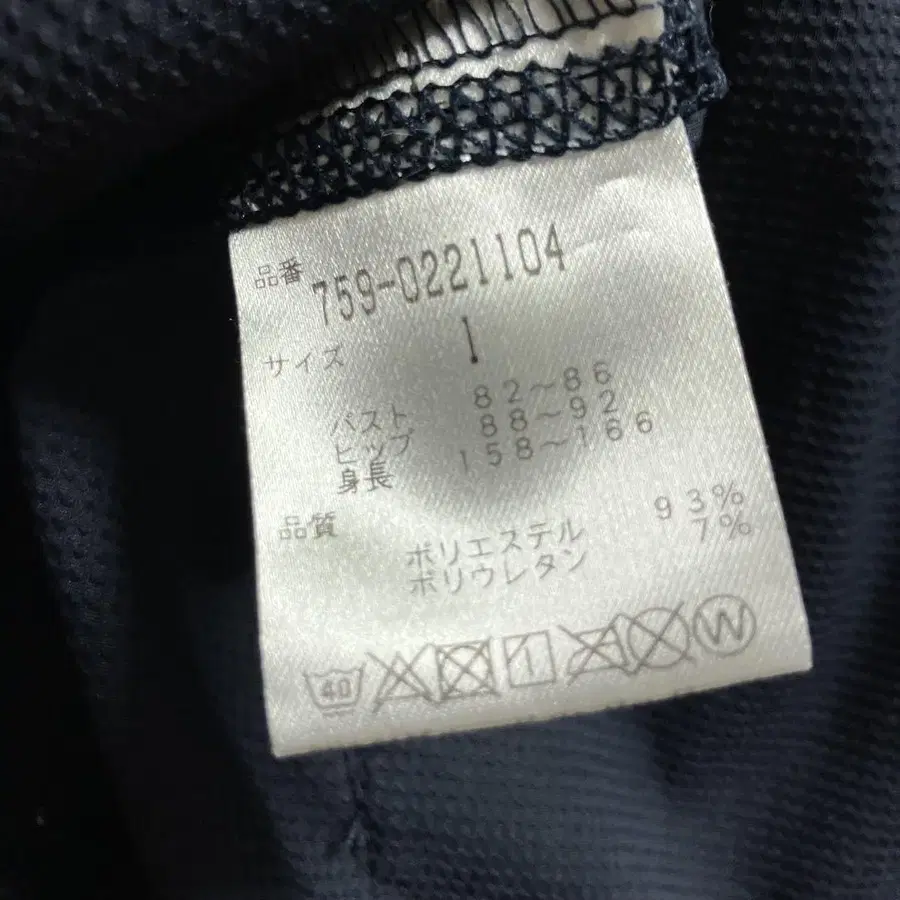 品番 759-0221104
サイズ 1
バスト 82～86
ヒップ 88～92
身長 158～166
品質
ポリエステル 93%
ポリウレタン 7%
40 W